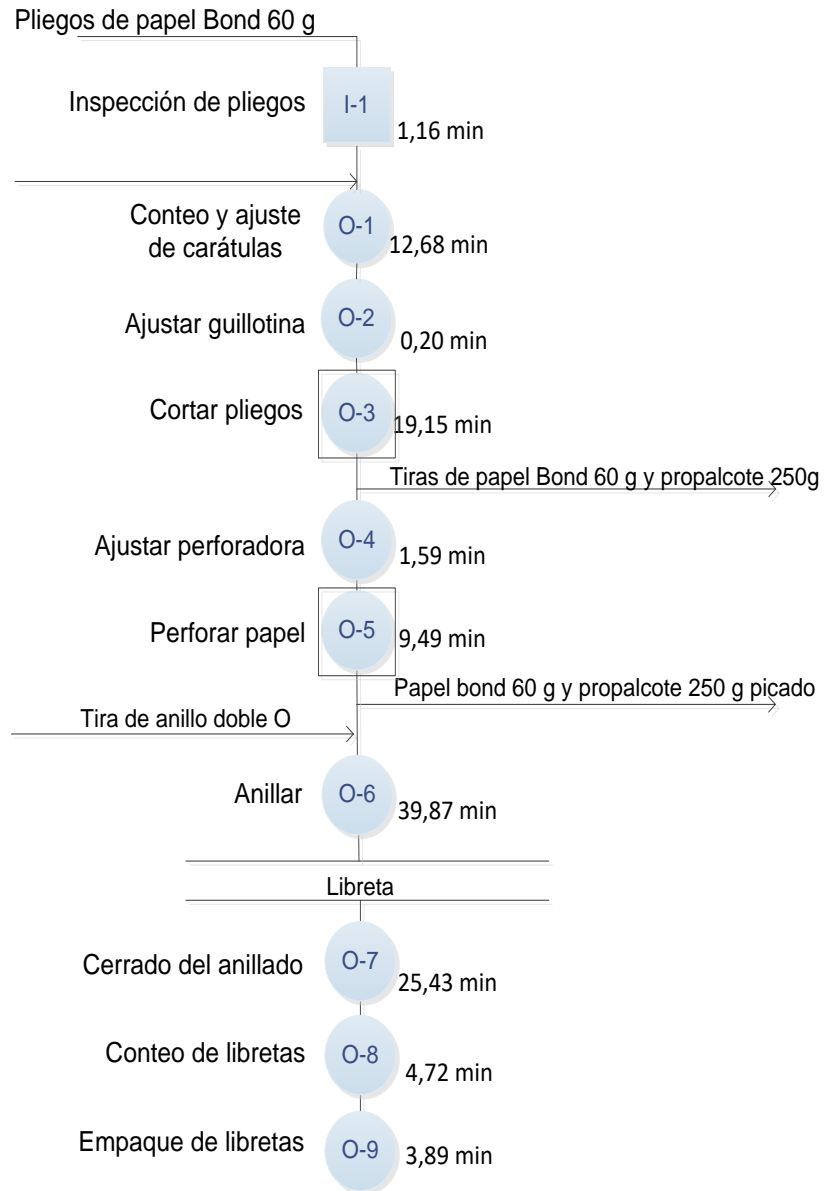 Pliegos de papel Bond 60 g
Inspección de pliegos
I-1
1,16 min
Conteo y ajuste
de carátulas
O-1
12,68 min
Ajustar guillotina
O-2
0,20 min
Cortar pliegos
O-3
19,15 min
Tiras de papel Bond 60 g y propalcote 250g
Ajustar perforadora
O-4
1,59 min
Perforar papel
O-5
9,49 min
Papel bond 60 g y propalcote 250 g picado
Tira de anillo doble O
Anillar
O-6
39,87 min
Libreta
Cerrado del anillado
O-7
25,43 min
Conteo de libretas
O-8
4,72 min
Empaque de libretas
O-9
3,89 min